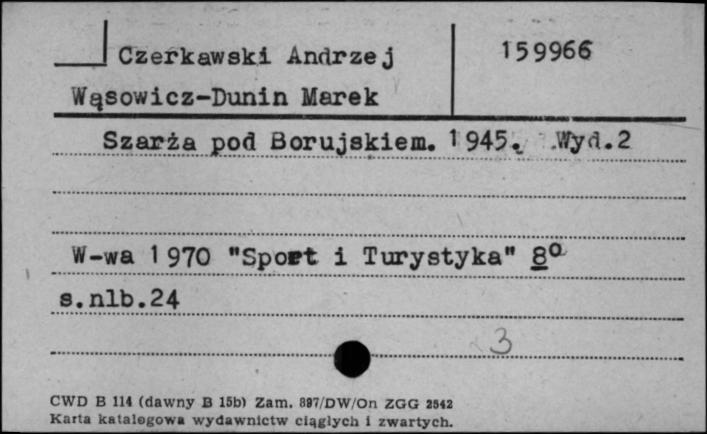 Czerkawski Andrzej
159966
Wąsowicz-Dunin Marek
Szarża pod Borujskiem. 1945. Wyd.2
W-wa 1970 "Sport i Turystyka" 8º
s.nlb.24
3
CWD B 114 (dawny B 15b) Zam. 897/DW/On ZGG 2542
Karta katalogowa wydawnictw ciągłych i zwartych.